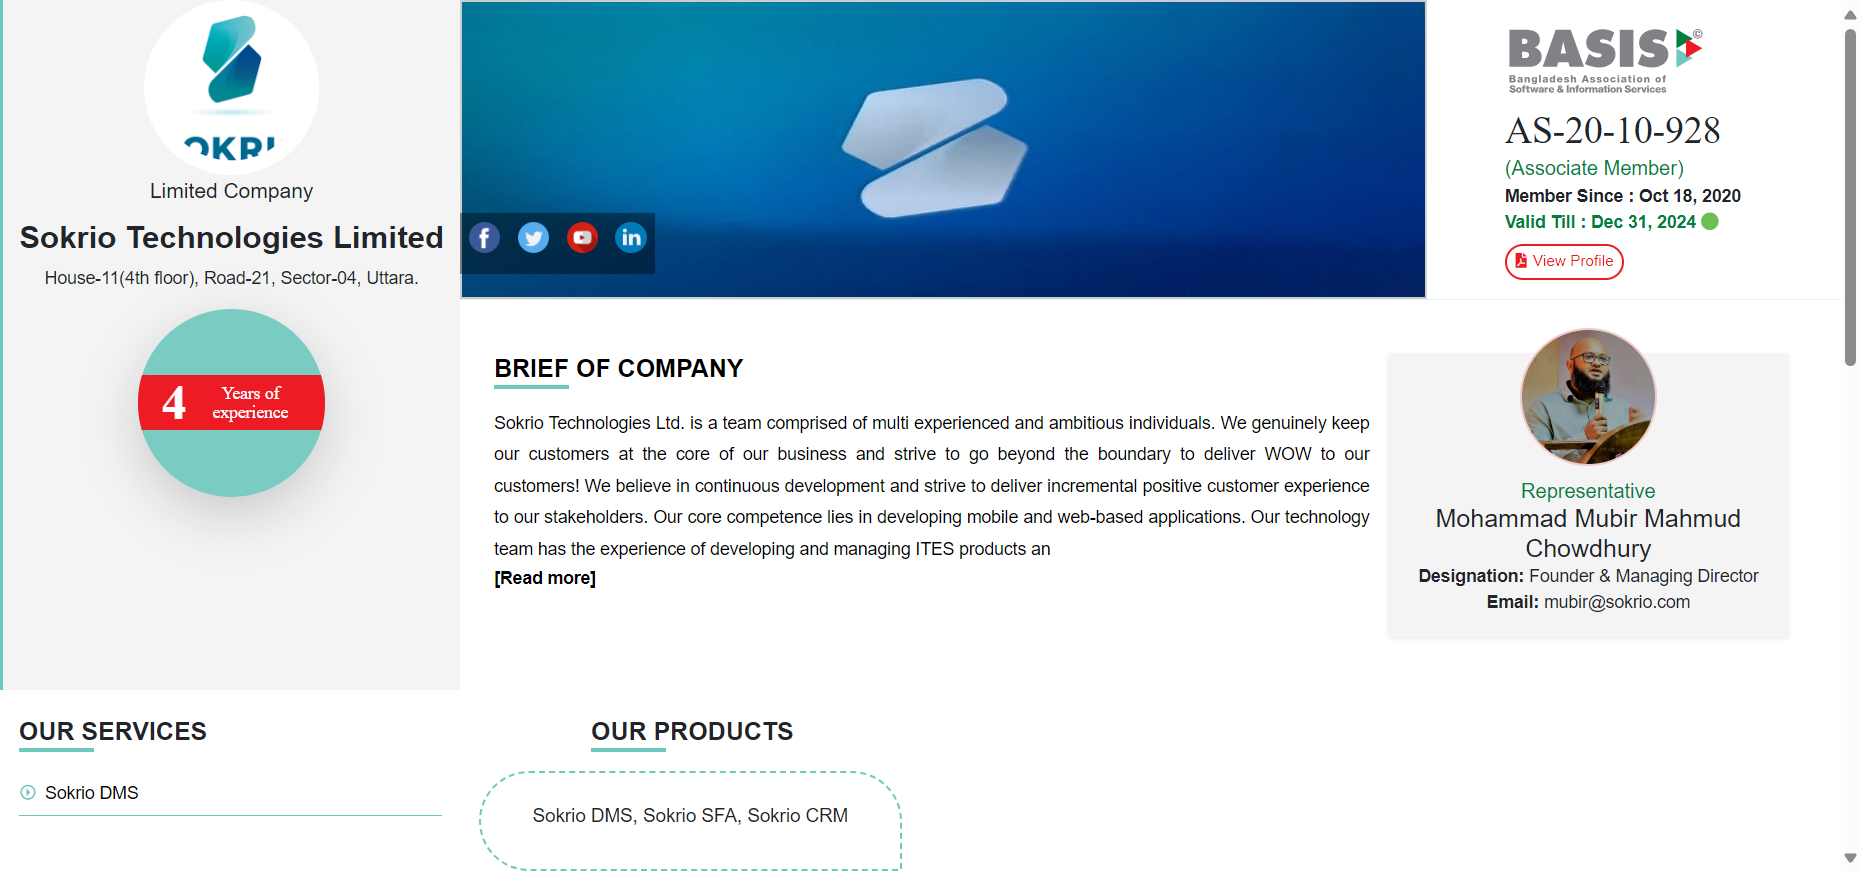 SOKRI
Limited Company
Sokrio Technologies Limited
House-11(4th floor), Road-21, Sector-04, Uttara.
4 Years of
experience
BASIS©
Bangladesh Association of
Software & Information Services
AS-20-10-928
(Associate Member)
Member Since : Oct 18, 2020
Valid Till : Dec 31, 2024
View Profile
BRIEF OF COMPANY
Sokrio Technologies Ltd. is a team comprised of multi experienced and ambitious individuals. We genuinely keep
our customers at the core of our business and strive to go beyond the boundary to deliver WOW to our
customers! We believe in continuous development and strive to deliver incremental positive customer experience
to our stakeholders. Our core competence lies in developing mobile and web-based applications. Our technology
team has the experience of developing and managing ITES products an
[Read more]
Representative
Mohammad Mubir Mahmud
Chowdhury
Designation: Founder & Managing Director
Email: mubir@sokrio.com
OUR SERVICES
Sokrio DMS
OUR PRODUCTS
Sokrio DMS, Sokrio SFA, Sokrio CRM